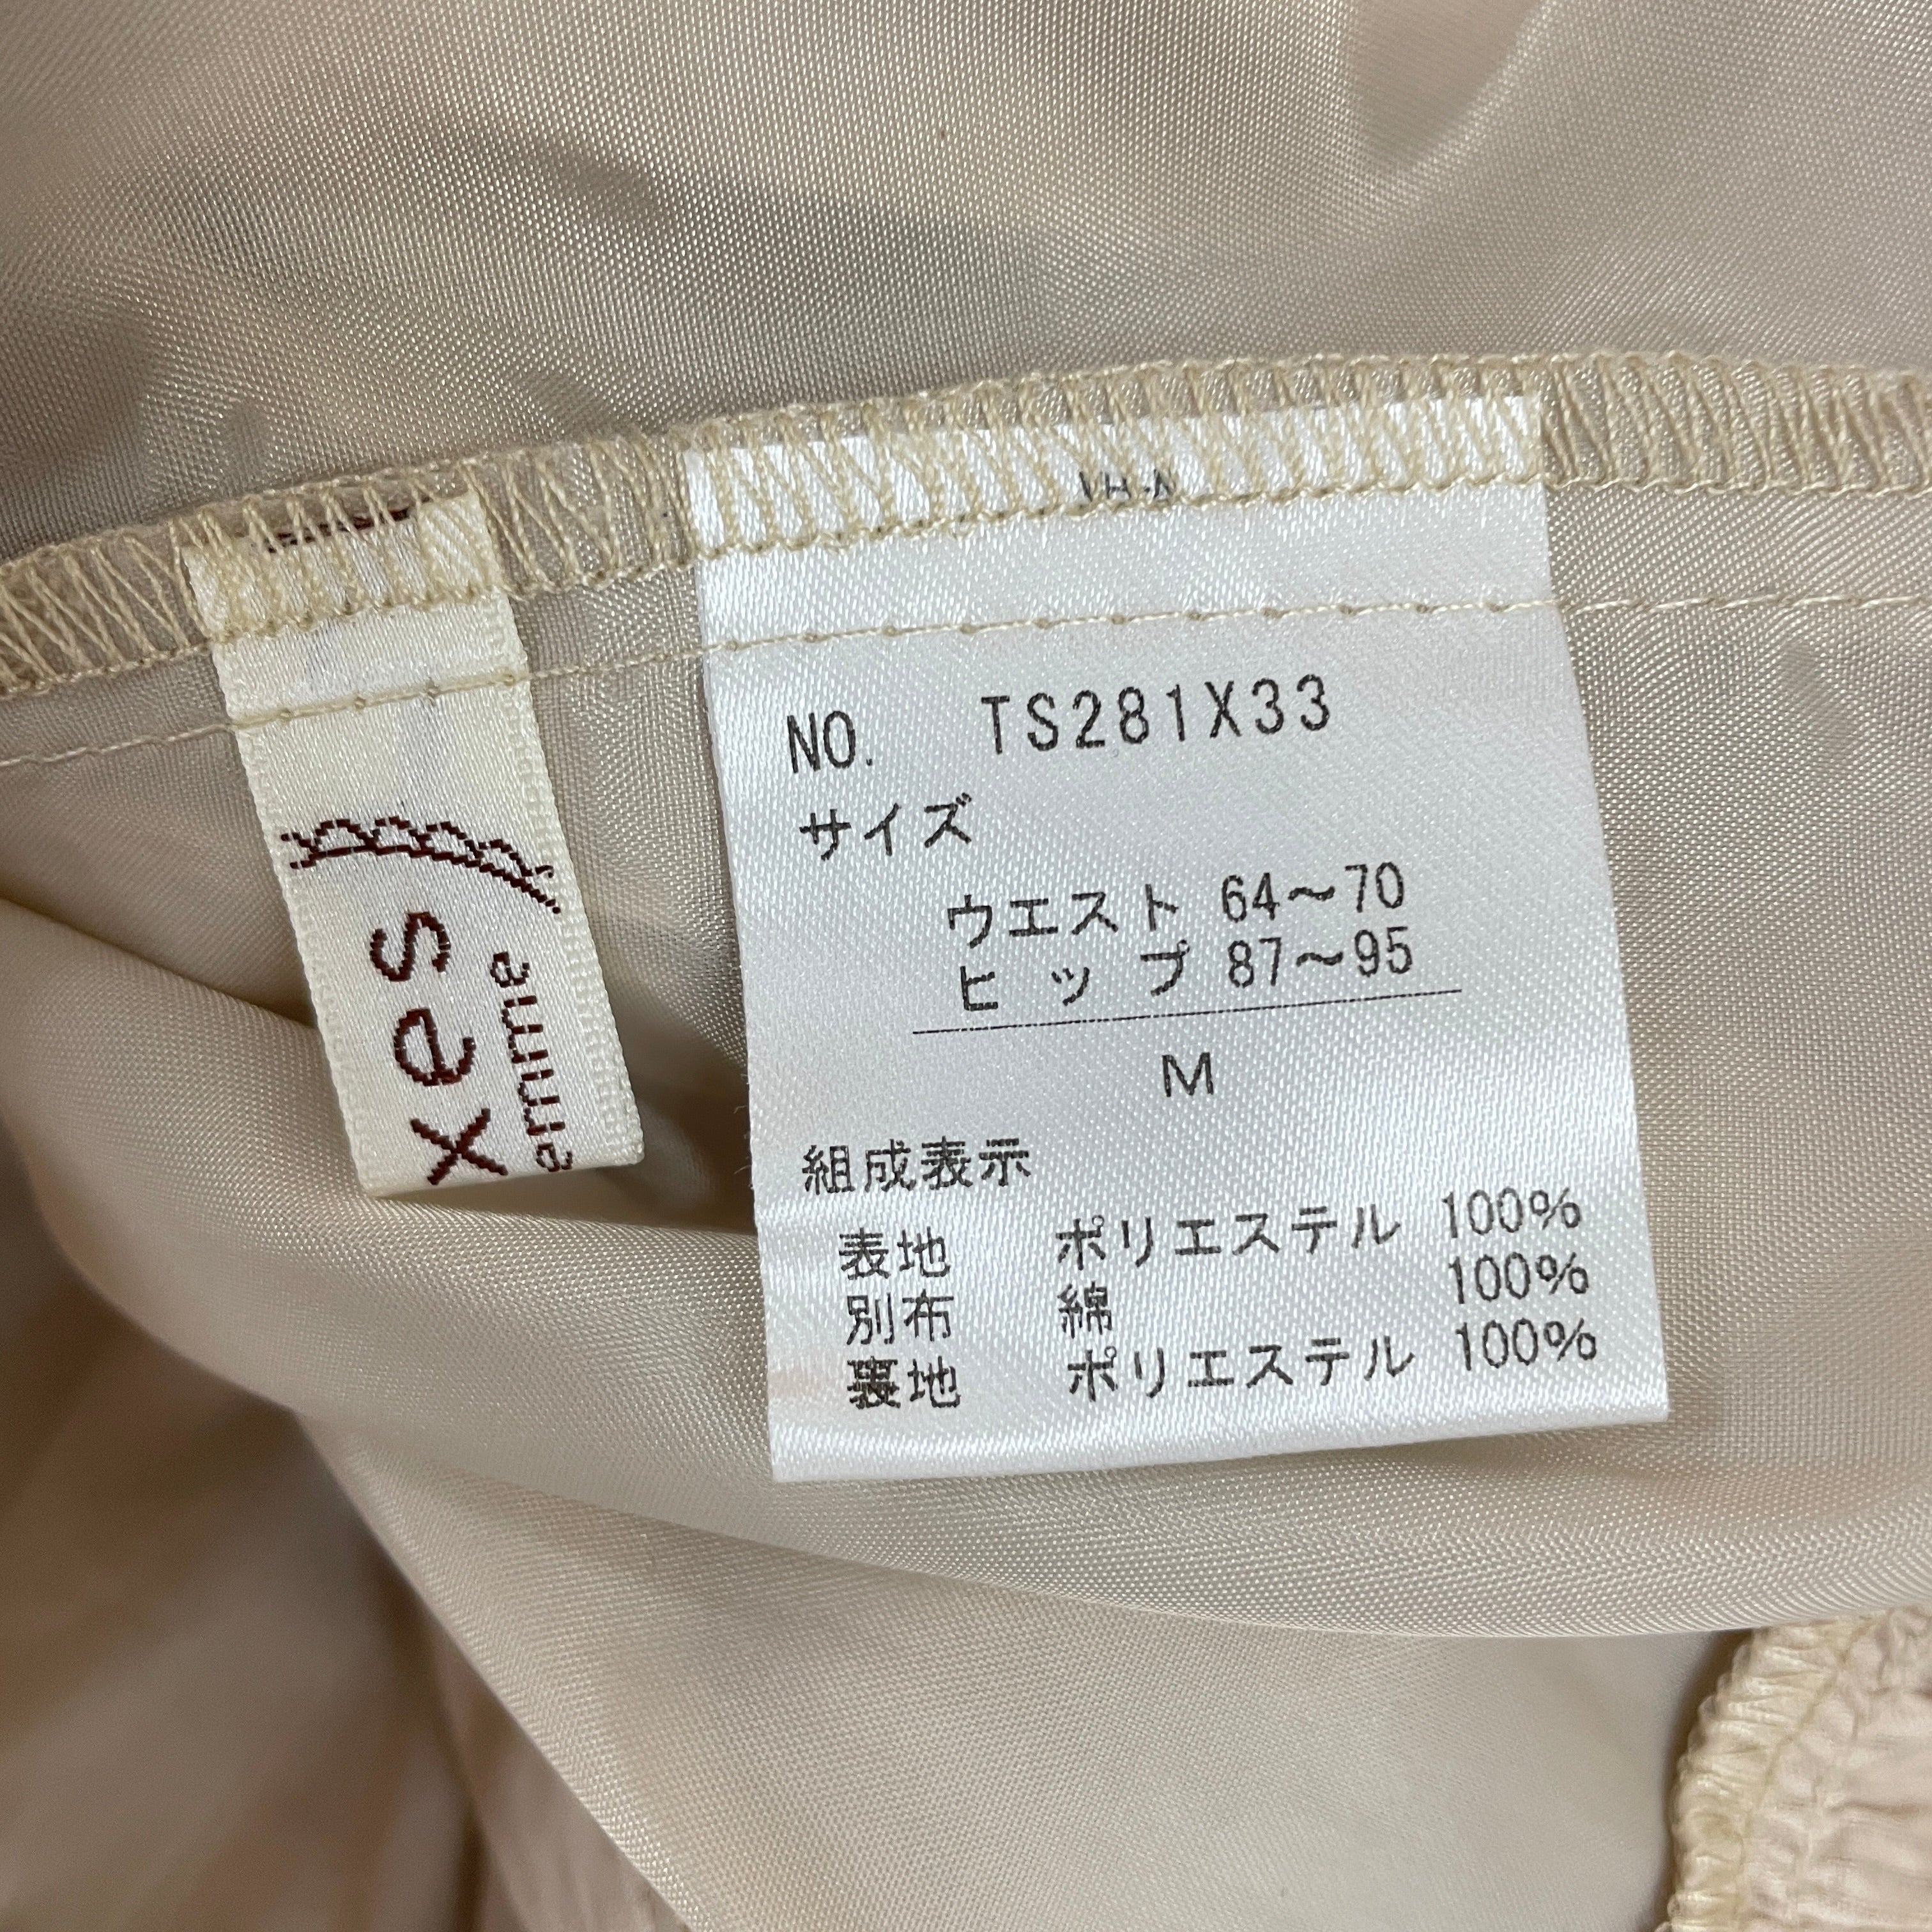 NO. TS281X33
サイズ
ウエスト 64～70
ヒップ 87～95
M
組成表示
表地 ポリエステル 100%
別布 綿 100%
裏地 ポリエステル 100%
xes
emme